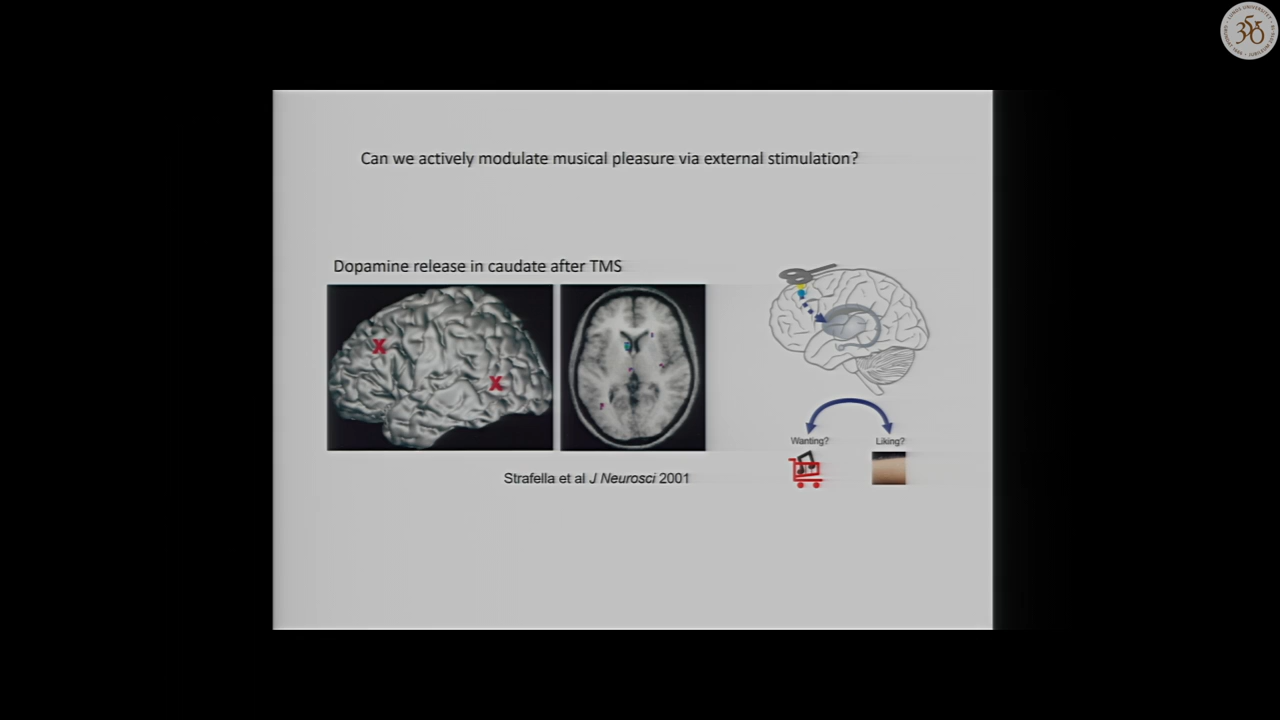 Can we actively modulate musical pleasure via external stimulation?
Dopamine release in caudate after TMS
X
X
Wanting?
Liking?
Strafella et al J Neurosci 2001
350